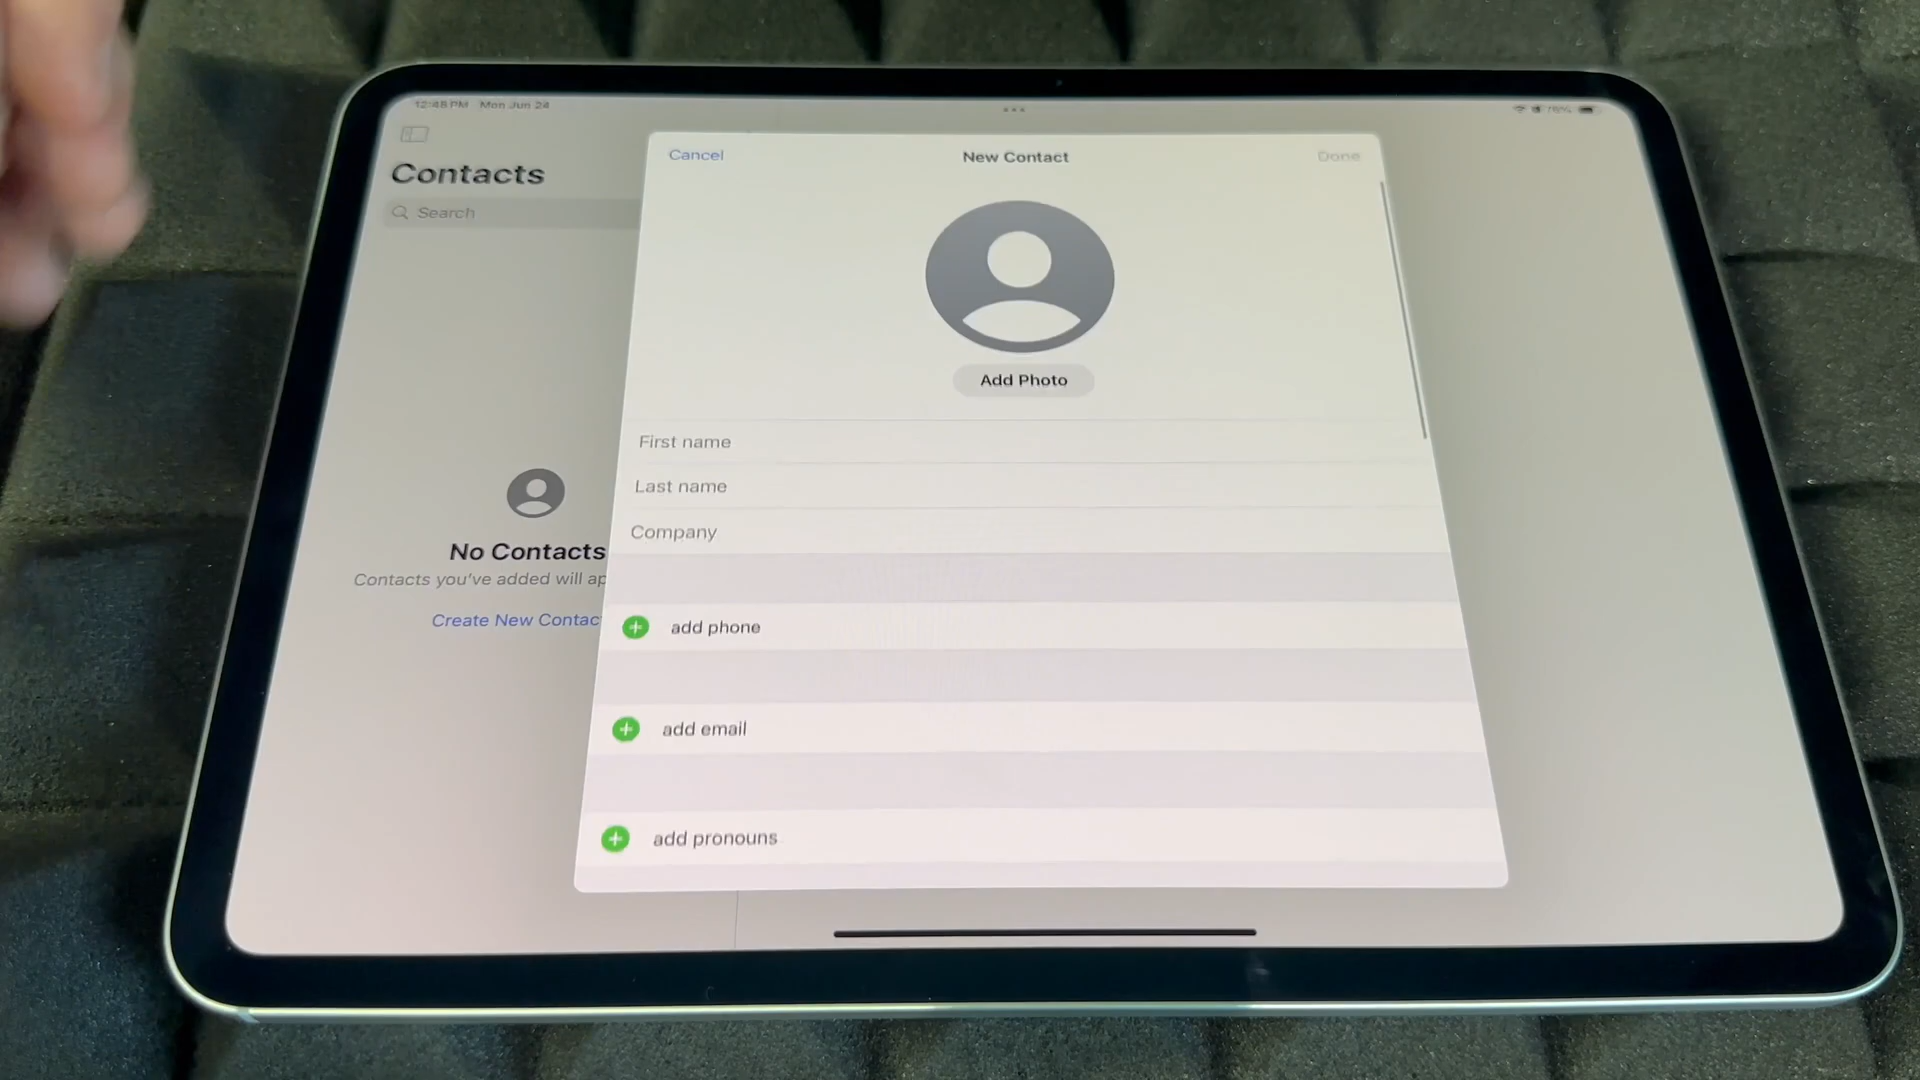 12:48 PM Mon Jun 24
76%
Contacts
Search
No Contacts
Contacts you've added will ap
Create New Contac
Cancel
New Contact
Done
Add Photo
First name
Last name
Company
add phone
add email
add pronouns